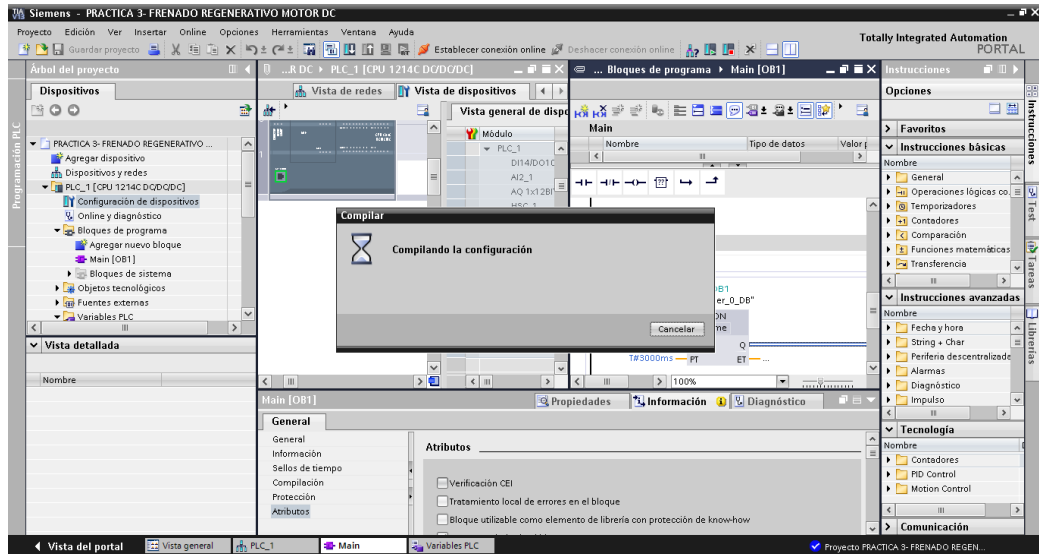 Siemens - PRACTICA 3- FRENADO REGENERATIVO MOTOR DC
Proyecto Edición Ver Insertar Online Opciones Herramientas Ventana Ayuda
Guardar proyecto
Establecer conexión online
Deshacer conexión online
Totally Integrated Automation
PORTAL
Árbol del proyecto
Dispositivos
Programación PLC
PRACTICA 3- FRENADO REGENERATIVO ...
Agregar dispositivo
Dispositivos y redes
PLC_1 [CPU 1214C DC/DC/DC]
Configuración de dispositivos
Online y diagnóstico
Bloques de programa
Agregar nuevo bloque
Main [OB1]
Bloques de sistema
Objetos tecnológicos
Fuentes externas
Variables PLC
Vista detallada
Nombre
...R DC PLC_1 [CPU 1214C DC/DC/DC]
Vista de redes
Vista de dispositivos
Vista general de dispo
Módulo
PLC_1
DI14/DO10
AI2_1
AQ 1x12BI
HSC_1
... Bloques de programa Main [OB1]
Main
Nombre
Tipo de datos
Valor
Compilar
Compilando la configuración
Cancelar
er_0_DB"
Q
T#3000ms PT ET ...
100%
Main [OB1]
Propiedades
Información
Diagnóstico
General
General
Información
Sellos de tiempo
Compilación
Protección
Atributos
Atributos
Verificación CEI
Tratamiento local de errores en el bloque
Bloque utilizable como elemento de librería con protección de know-how
Instrucciones
Opciones
Favoritos
Instrucciones básicas
Nombre
General
Operaciones lógicas co...
Temporizadores
Contadores
Comparación
Funciones matemáticas
Transferencia
Instrucciones avanzadas
Nombre
Fecha y hora
String + Char
Periferia descentralizada
Alarmas
Diagnóstico
Impulso
Tecnología
Nombre
Contadores
PID Control
Motion Control
Comunicación
Instrucciones
Test
Tareas
Librerías
Vista del portal
Vista general
PLC_1
Main
Variables PLC
Proyecto PRACTICA 3- FRENADO REGEN...